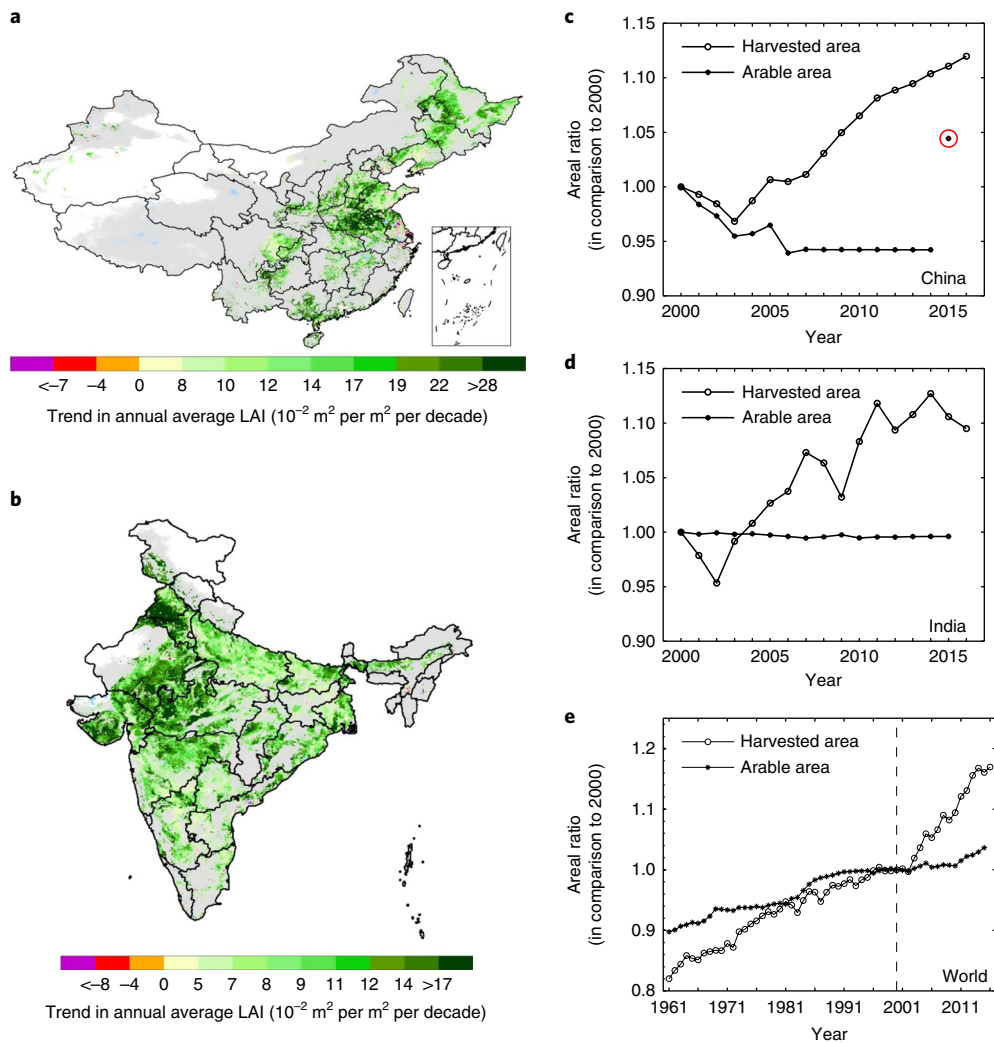 a
<–7 –4 0 8 10 12 14 17 19 22 >28
Trend in annual average LAI (10⁻² m² per m² per decade)
b
<–8 –4 0 5 7 8 9 11 12 14 >17
Trend in annual average LAI (10⁻² m² per m² per decade)
c
1.15
1.10
1.05
1.00
0.95
0.90
Areal ratio
(in comparison to 2000)
Harvested area
Arable area
China
2000 2005 2010 2015
Year
d
1.15
1.10
1.05
1.00
0.95
0.90
Areal ratio
(in comparison to 2000)
Harvested area
Arable area
India
2000 2005 2010 2015
Year
e
1.2
1.1
1.0
0.9
0.8
Areal ratio
(in comparison to 2000)
Harvested area
Arable area
World
1961 1971 1981 1991 2001 2011
Year